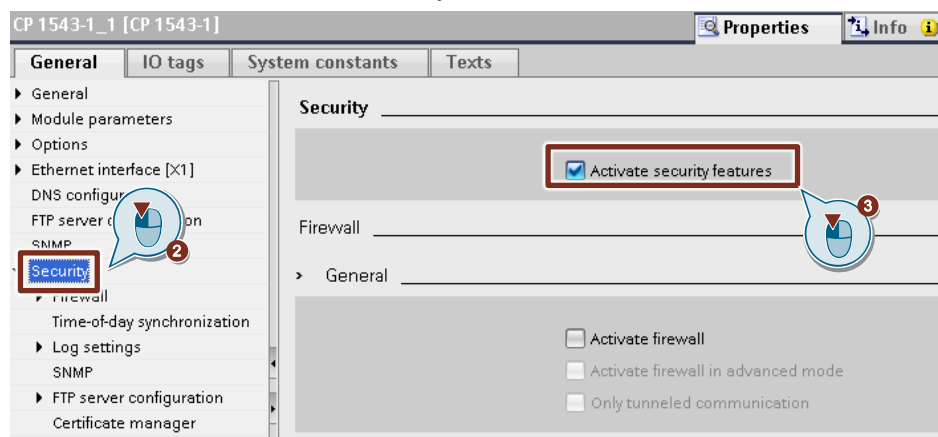 CP 1543-1_1 [CP 1543-1]
Properties
Info
General
IO tags
System constants
Texts
General
Module parameters
Options
Ethernet interface [X1]
DNS configur
FTP server on
SNMP
Security
Firewall
Time-of-day synchronization
Log settings
SNMP
FTP server configuration
Certificate manager
2
Security
Activate security features
3
Firewall
General
Activate firewall
Activate firewall in advanced mode
Only tunneled communication